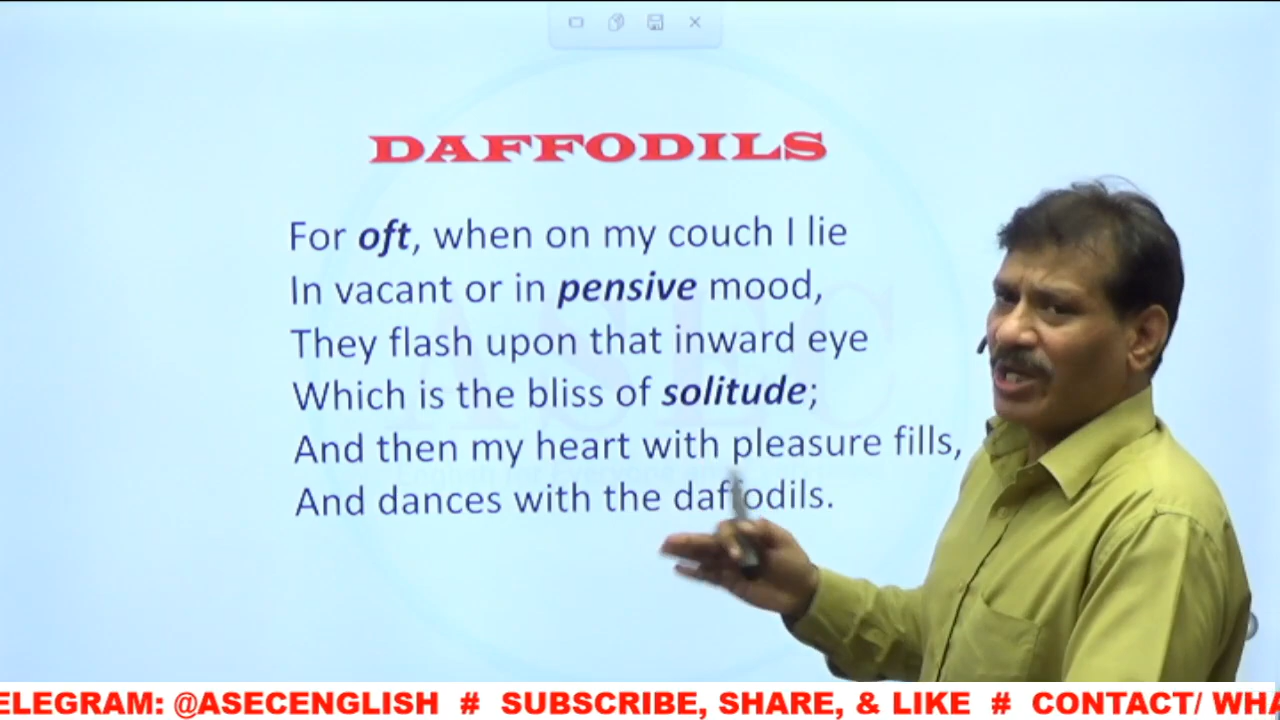 DAFFODILS
For oft, when on my couch I lie
In vacant or in pensive mood,
They flash upon that inward eye
Which is the bliss of solitude;
And then my heart with pleasure fills,
And dances with the daffodils.
ELEGRAM: @ASECENGLISH # SUBSCRIBE, SHARE, & LIKE # CONTACT/ WHA